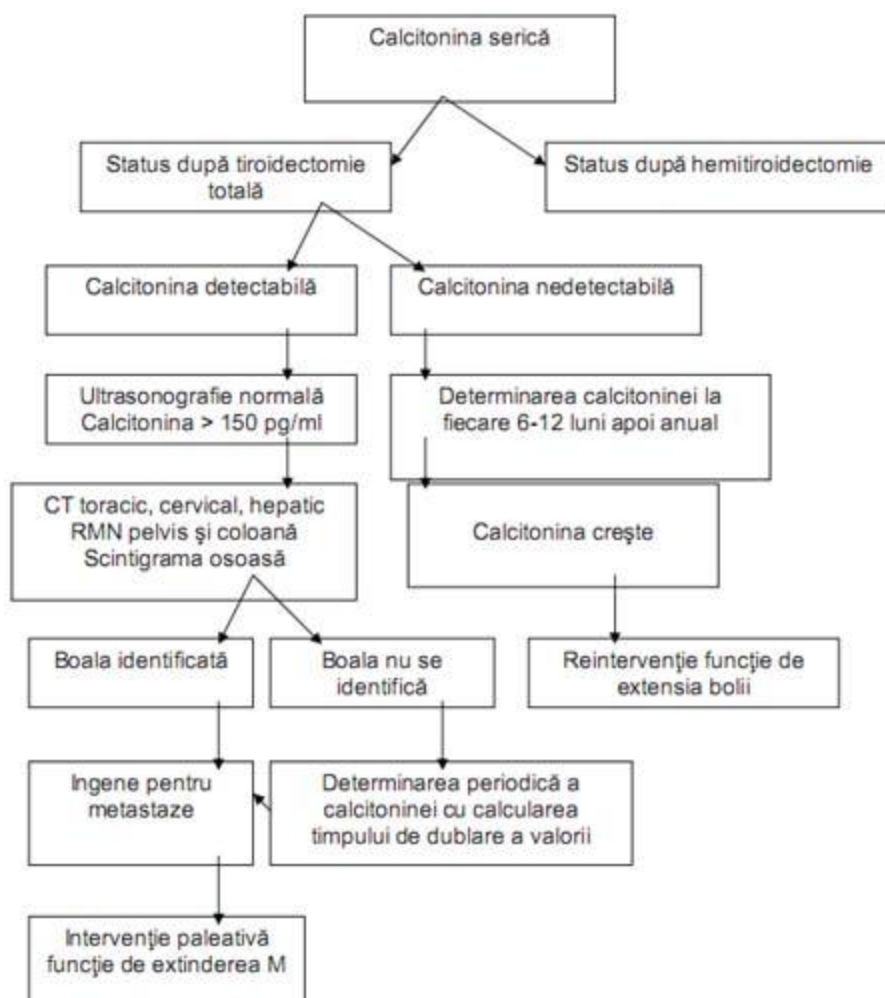 Calcitonina serică
Status după tiroidectomie
totală
Status după hemitiroidectomie
Calcitonina detectabilă
Calcitonina nedetectabilă
Ultrasonografie normală
Calcitonina > 150 pg/ml
Determinarea calcitoninei la
fiecare 6-12 luni apoi anual
CT toracic, cervical, hepatic
RMN pelvis şi coloană
Scintigrama osoasă
Calcitonina creşte
Boala identificată
Boala nu se
identifică
Reintervenţie funcţie de
extensia bolii
Ingene pentru
metastaze
Determinarea periodică a
calcitoninei cu calcularea
timpului de dublare a valorii
Intervenţie paleativă
funcţie de extinderea M